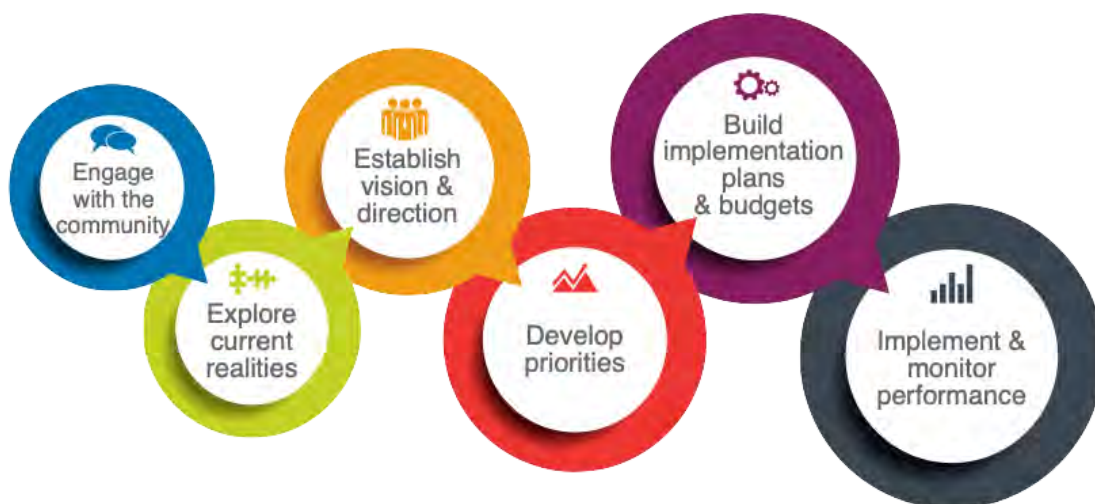 Engage
with the
community
Explore
current
realities
Establish
vision &
direction
Develop
priorities
Build
implementation
plans
& budgets
Implement &
monitor
performance